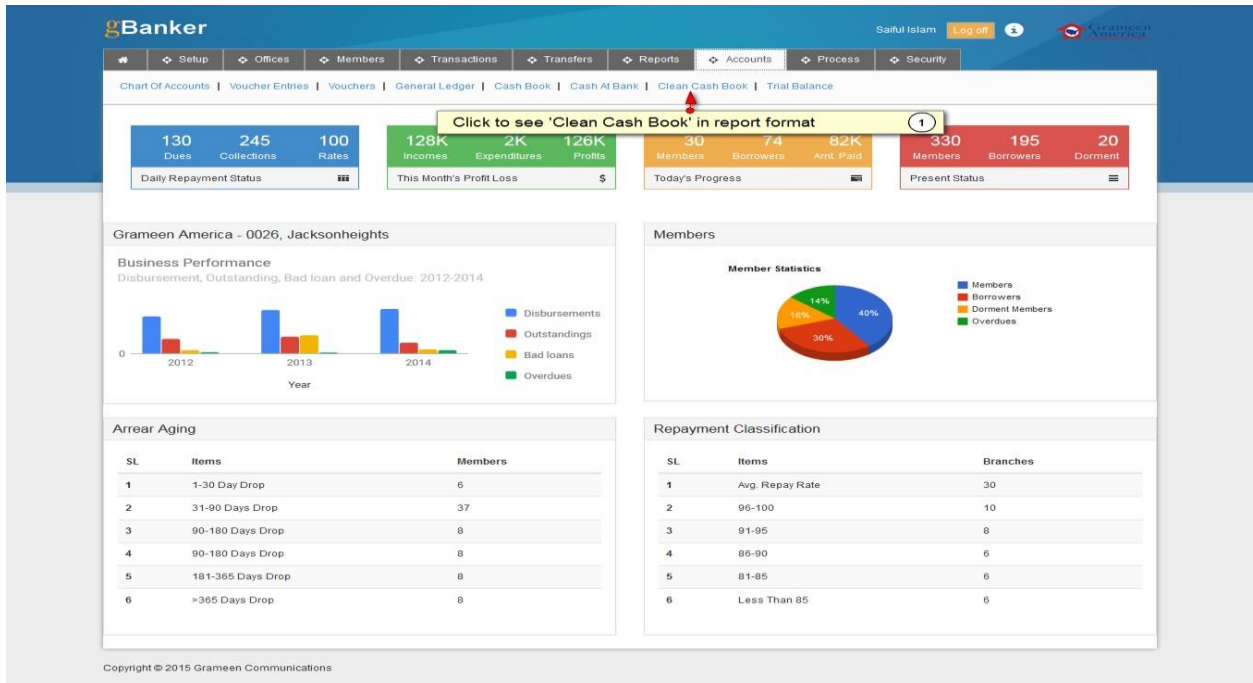 gBanker
Saiful Islam Log off i Grameen America
Setup Offices Members Transactions Transfers Reports Accounts Process Security
Chart Of Accounts | Voucher Entries | Vouchers | General Ledger | Cash Book | Cash At Bank | Clean Cash Book | Trial Balance
Click to see 'Clean Cash Book' in report format 1
130 245 100
Dues Collections Rates
Daily Repayment Status
128K 2K 126K
Incomes Expenditures Profits
This Month's Profit Loss $
30 74 82K
Members Borrowers Amt. Paid
Today's Progress
330 195 20
Members Borrowers Dorment
Present Status
Grameen America - 0026, Jacksonheights
Business Performance
Disbursement, Outstanding, Bad loan and Overdue: 2012-2014
Disbursements
Outstandings
Bad loans
Overdues
0
2012 2013 2014
Year
Members
Member Statistics
14%
16% 40%
30%
Members
Borrowers
Dorment Members
Overdues
Arrear Aging
SL Items Members
1 1-30 Day Drop 6
2 31-90 Days Drop 37
3 90-180 Days Drop 8
4 90-180 Days Drop 8
5 181-365 Days Drop 8
6 >365 Days Drop 8
Repayment Classification
SL Items Branches
1 Avg. Repay Rate 30
2 96-100 10
3 91-95 8
4 86-90 6
5 81-85 6
6 Less Than 85 6
Copyright © 2015 Grameen Communications